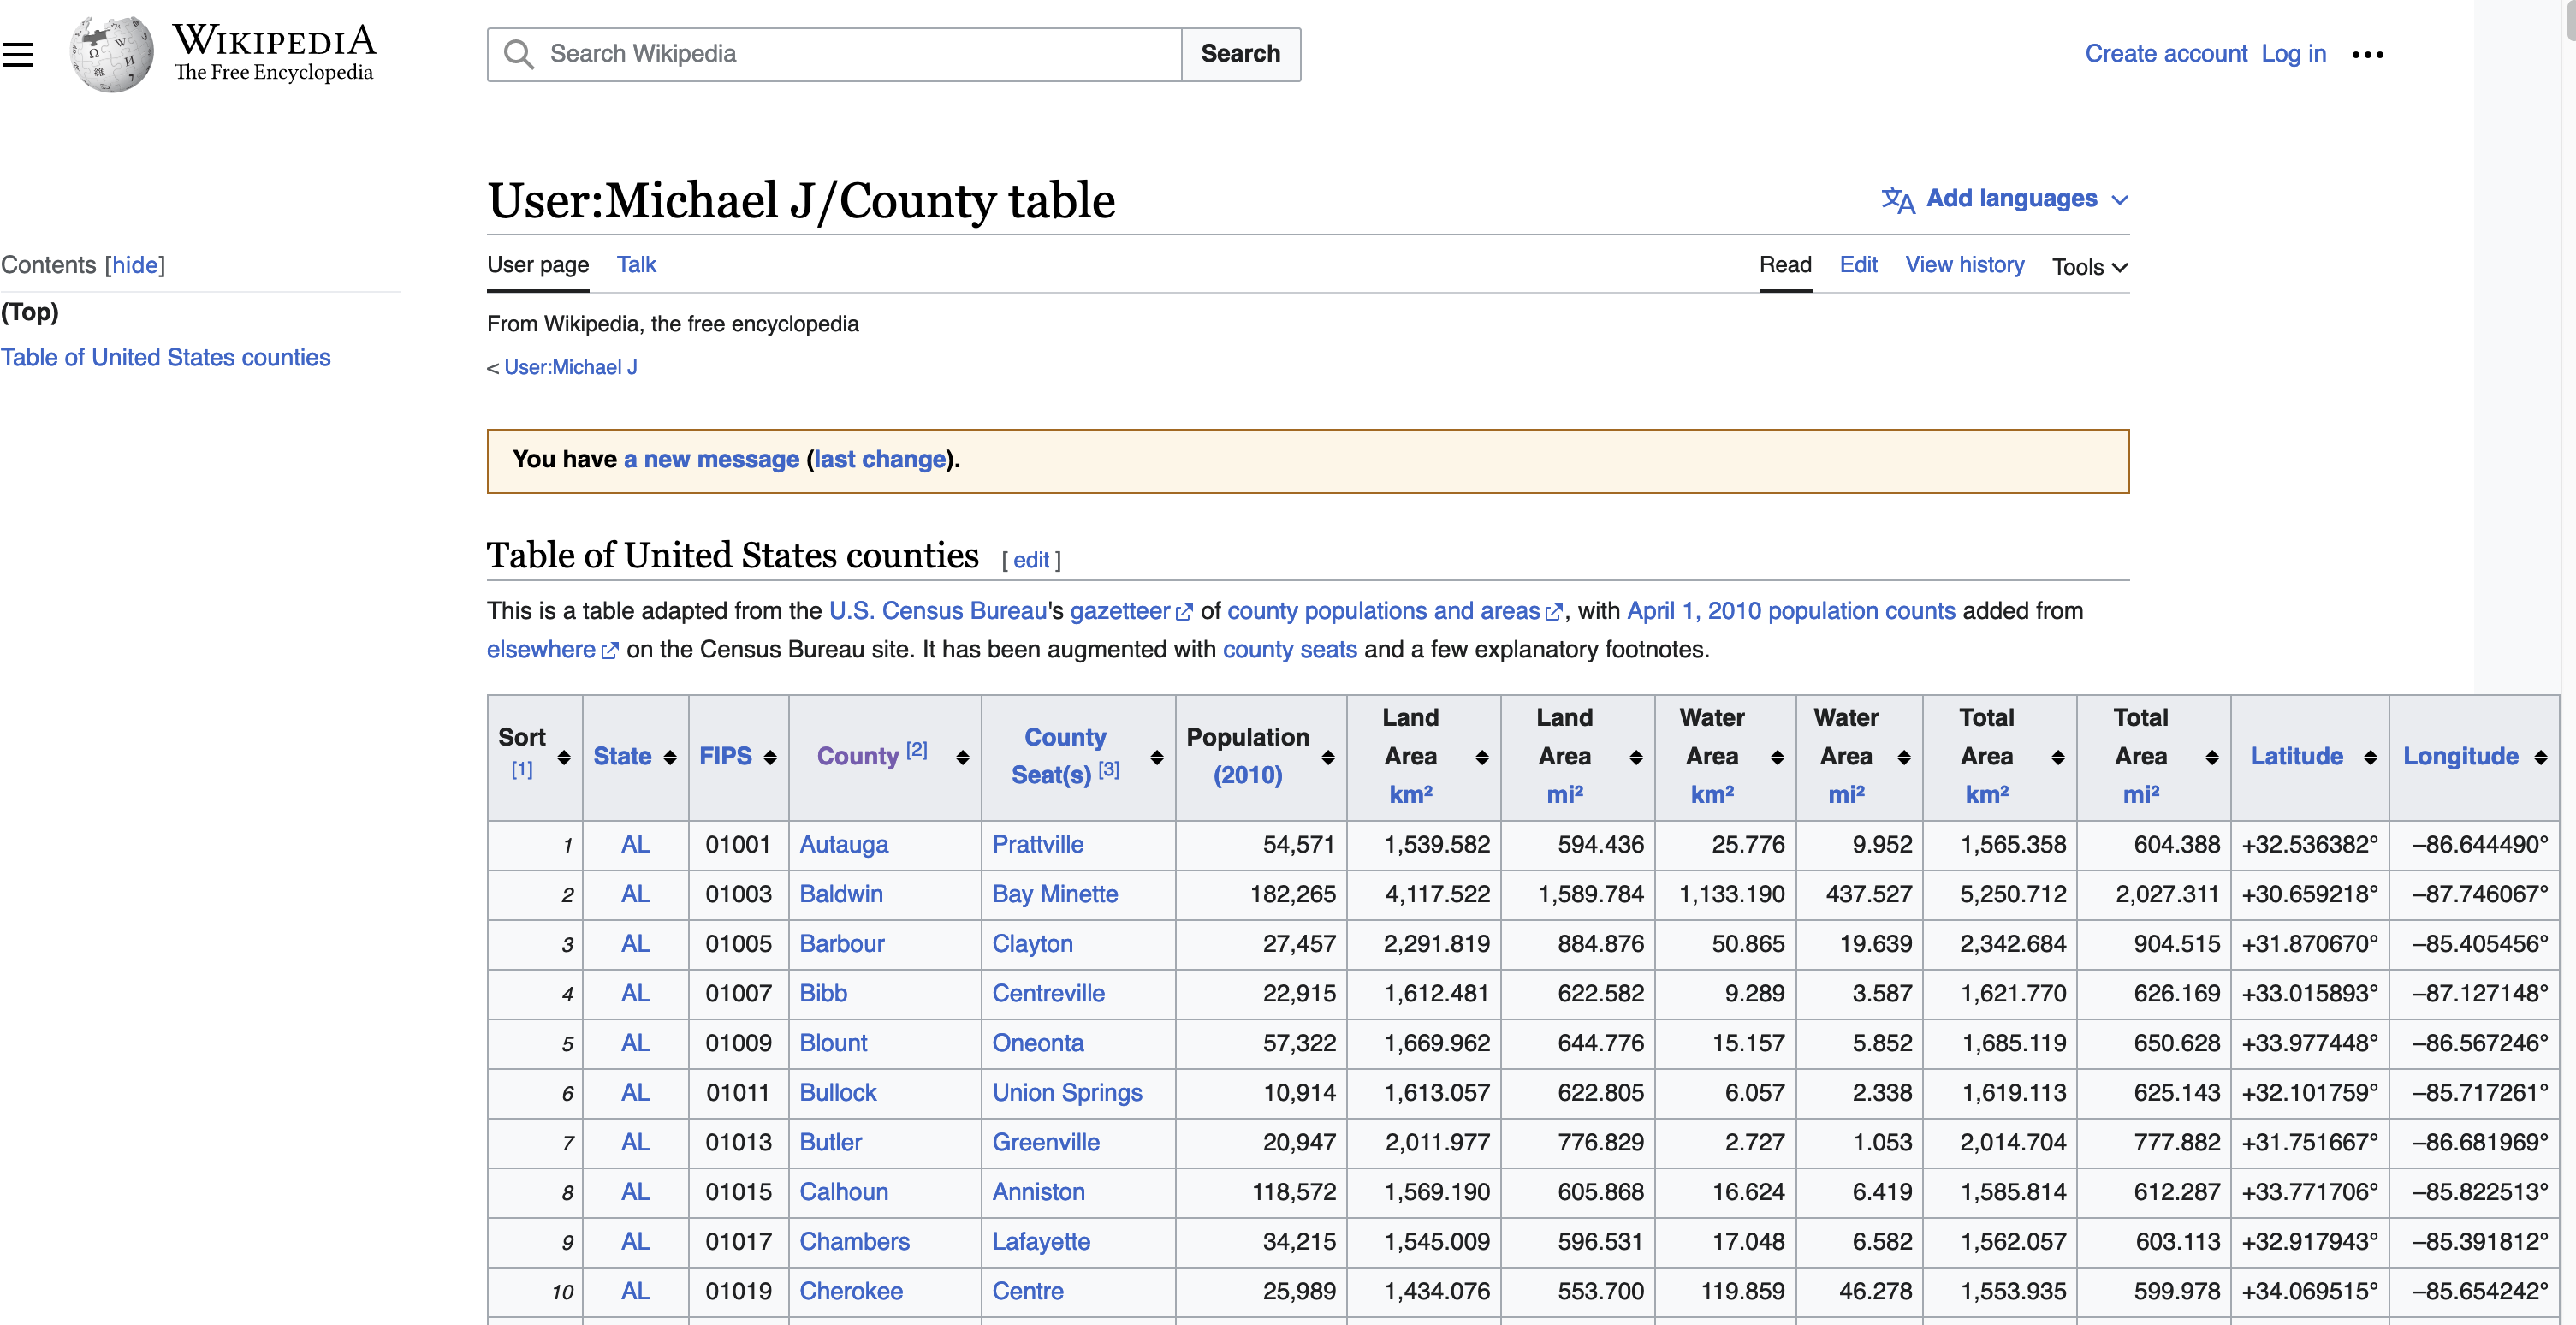 WIKIPEDIA
The Free Encyclopedia
Search Wikipedia
Search
Create account Log in
User:Michael J/County table
Add languages
Contents [hide]
(Top)
Table of United States counties
User page Talk
Read Edit View history Tools
From Wikipedia, the free encyclopedia
< User:Michael J
You have a new message (last change).
Table of United States counties [ edit ]
This is a table adapted from the U.S. Census Bureau's gazetteer of county populations and areas, with April 1, 2010 population counts added from
elsewhere on the Census Bureau site. It has been augmented with county seats and a few explanatory footnotes.
Sort [1] State FIPS County [2] County Seat(s) [3] Population (2010) Land Area km² Land Area mi² Water Area km² Water Area mi² Total Area km² Total Area mi² Latitude Longitude
1 AL 01001 Autauga Prattville 54,571 1,539.582 594.436 25.776 9.952 1,565.358 604.388 +32.536382° –86.644490°
2 AL 01003 Baldwin Bay Minette 182,265 4,117.522 1,589.784 1,133.190 437.527 5,250.712 2,027.311 +30.659218° –87.746067°
3 AL 01005 Barbour Clayton 27,457 2,291.819 884.876 50.865 19.639 2,342.684 904.515 +31.870670° –85.405456°
4 AL 01007 Bibb Centreville 22,915 1,612.481 622.582 9.289 3.587 1,621.770 626.169 +33.015893° –87.127148°
5 AL 01009 Blount Oneonta 57,322 1,669.962 644.776 15.157 5.852 1,685.119 650.628 +33.977448° –86.567246°
6 AL 01011 Bullock Union Springs 10,914 1,613.057 622.805 6.057 2.338 1,619.113 625.143 +32.101759° –85.717261°
7 AL 01013 Butler Greenville 20,947 2,011.977 776.829 2.727 1.053 2,014.704 777.882 +31.751667° –86.681969°
8 AL 01015 Calhoun Anniston 118,572 1,569.190 605.868 16.624 6.419 1,585.814 612.287 +33.771706° –85.822513°
9 AL 01017 Chambers Lafayette 34,215 1,545.009 596.531 17.048 6.582 1,562.057 603.113 +32.917943° –85.391812°
10 AL 01019 Cherokee Centre 25,989 1,434.076 553.700 119.859 46.278 1,553.935 599.978 +34.069515° –85.654242°